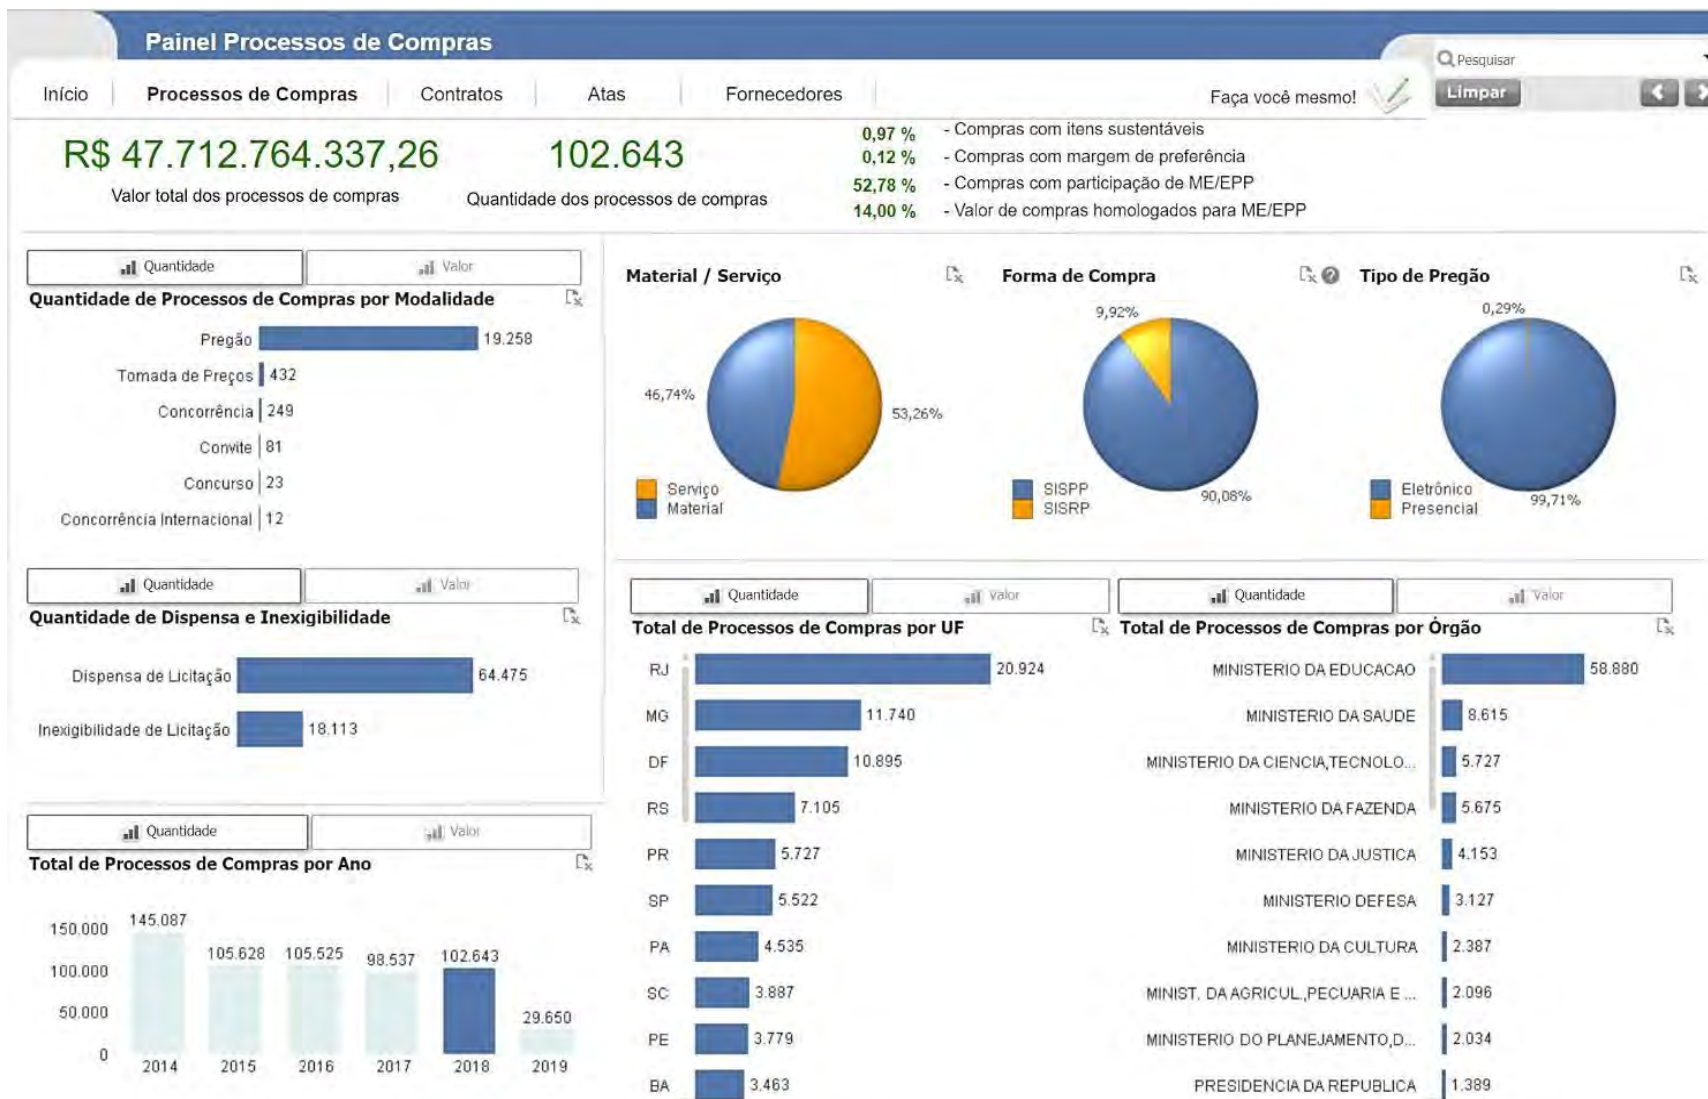 Painel Processos de Compras
Pesquisar
Início
Processos de Compras
Contratos
Atas
Fornecedores
Faça você mesmo!
Limpar
R$ 47.712.764.337,26
Valor total dos processos de compras
102.643
Quantidade dos processos de compras
0,97 % - Compras com itens sustentáveis
0,12 % - Compras com margem de preferência
52,78 % - Compras com participação de ME/EPP
14,00 % - Valor de compras homologados para ME/EPP
Quantidade
Valor
Quantidade de Processos de Compras por Modalidade
Pregão 19.258
Tomada de Preços 432
Concorrência 249
Convite 81
Concurso 23
Concorrência Internacional 12
Material / Serviço
46,74%
53,26%
Serviço
Material
Forma de Compra
9,92%
90,08%
SISPP
SISRP
Tipo de Pregão
0,29%
99,71%
Eletrônico
Presencial
Quantidade
Valor
Quantidade de Dispensa e Inexigibilidade
Dispensa de Licitação 64.475
Inexigibilidade de Licitação 18.113
Quantidade
Valor
Total de Processos de Compras por Ano
150.000
100.000
50.000
0
145.087
105.628
105.525
98.537
102.643
29.650
2014
2015
2016
2017
2018
2019
Quantidade
Valor
Total de Processos de Compras por UF
RJ 20.924
MG 11.740
DF 10.895
RS 7.105
PR 5.727
SP 5.522
PA 4.535
SC 3.887
PE 3.779
BA 3.463
Quantidade
Valor
Total de Processos de Compras por Órgão
MINISTERIO DA EDUCACAO 58.880
MINISTERIO DA SAUDE 8.615
MINISTERIO DA CIENCIA,TECNOLO... 5.727
MINISTERIO DA FAZENDA 5.675
MINISTERIO DA JUSTICA 4.153
MINISTERIO DEFESA 3.127
MINISTERIO DA CULTURA 2.387
MINIST. DA AGRICUL.,PECUARIA E ... 2.096
MINISTERIO DO PLANEJAMENTO,D... 2.034
PRESIDENCIA DA REPUBLICA 1.389